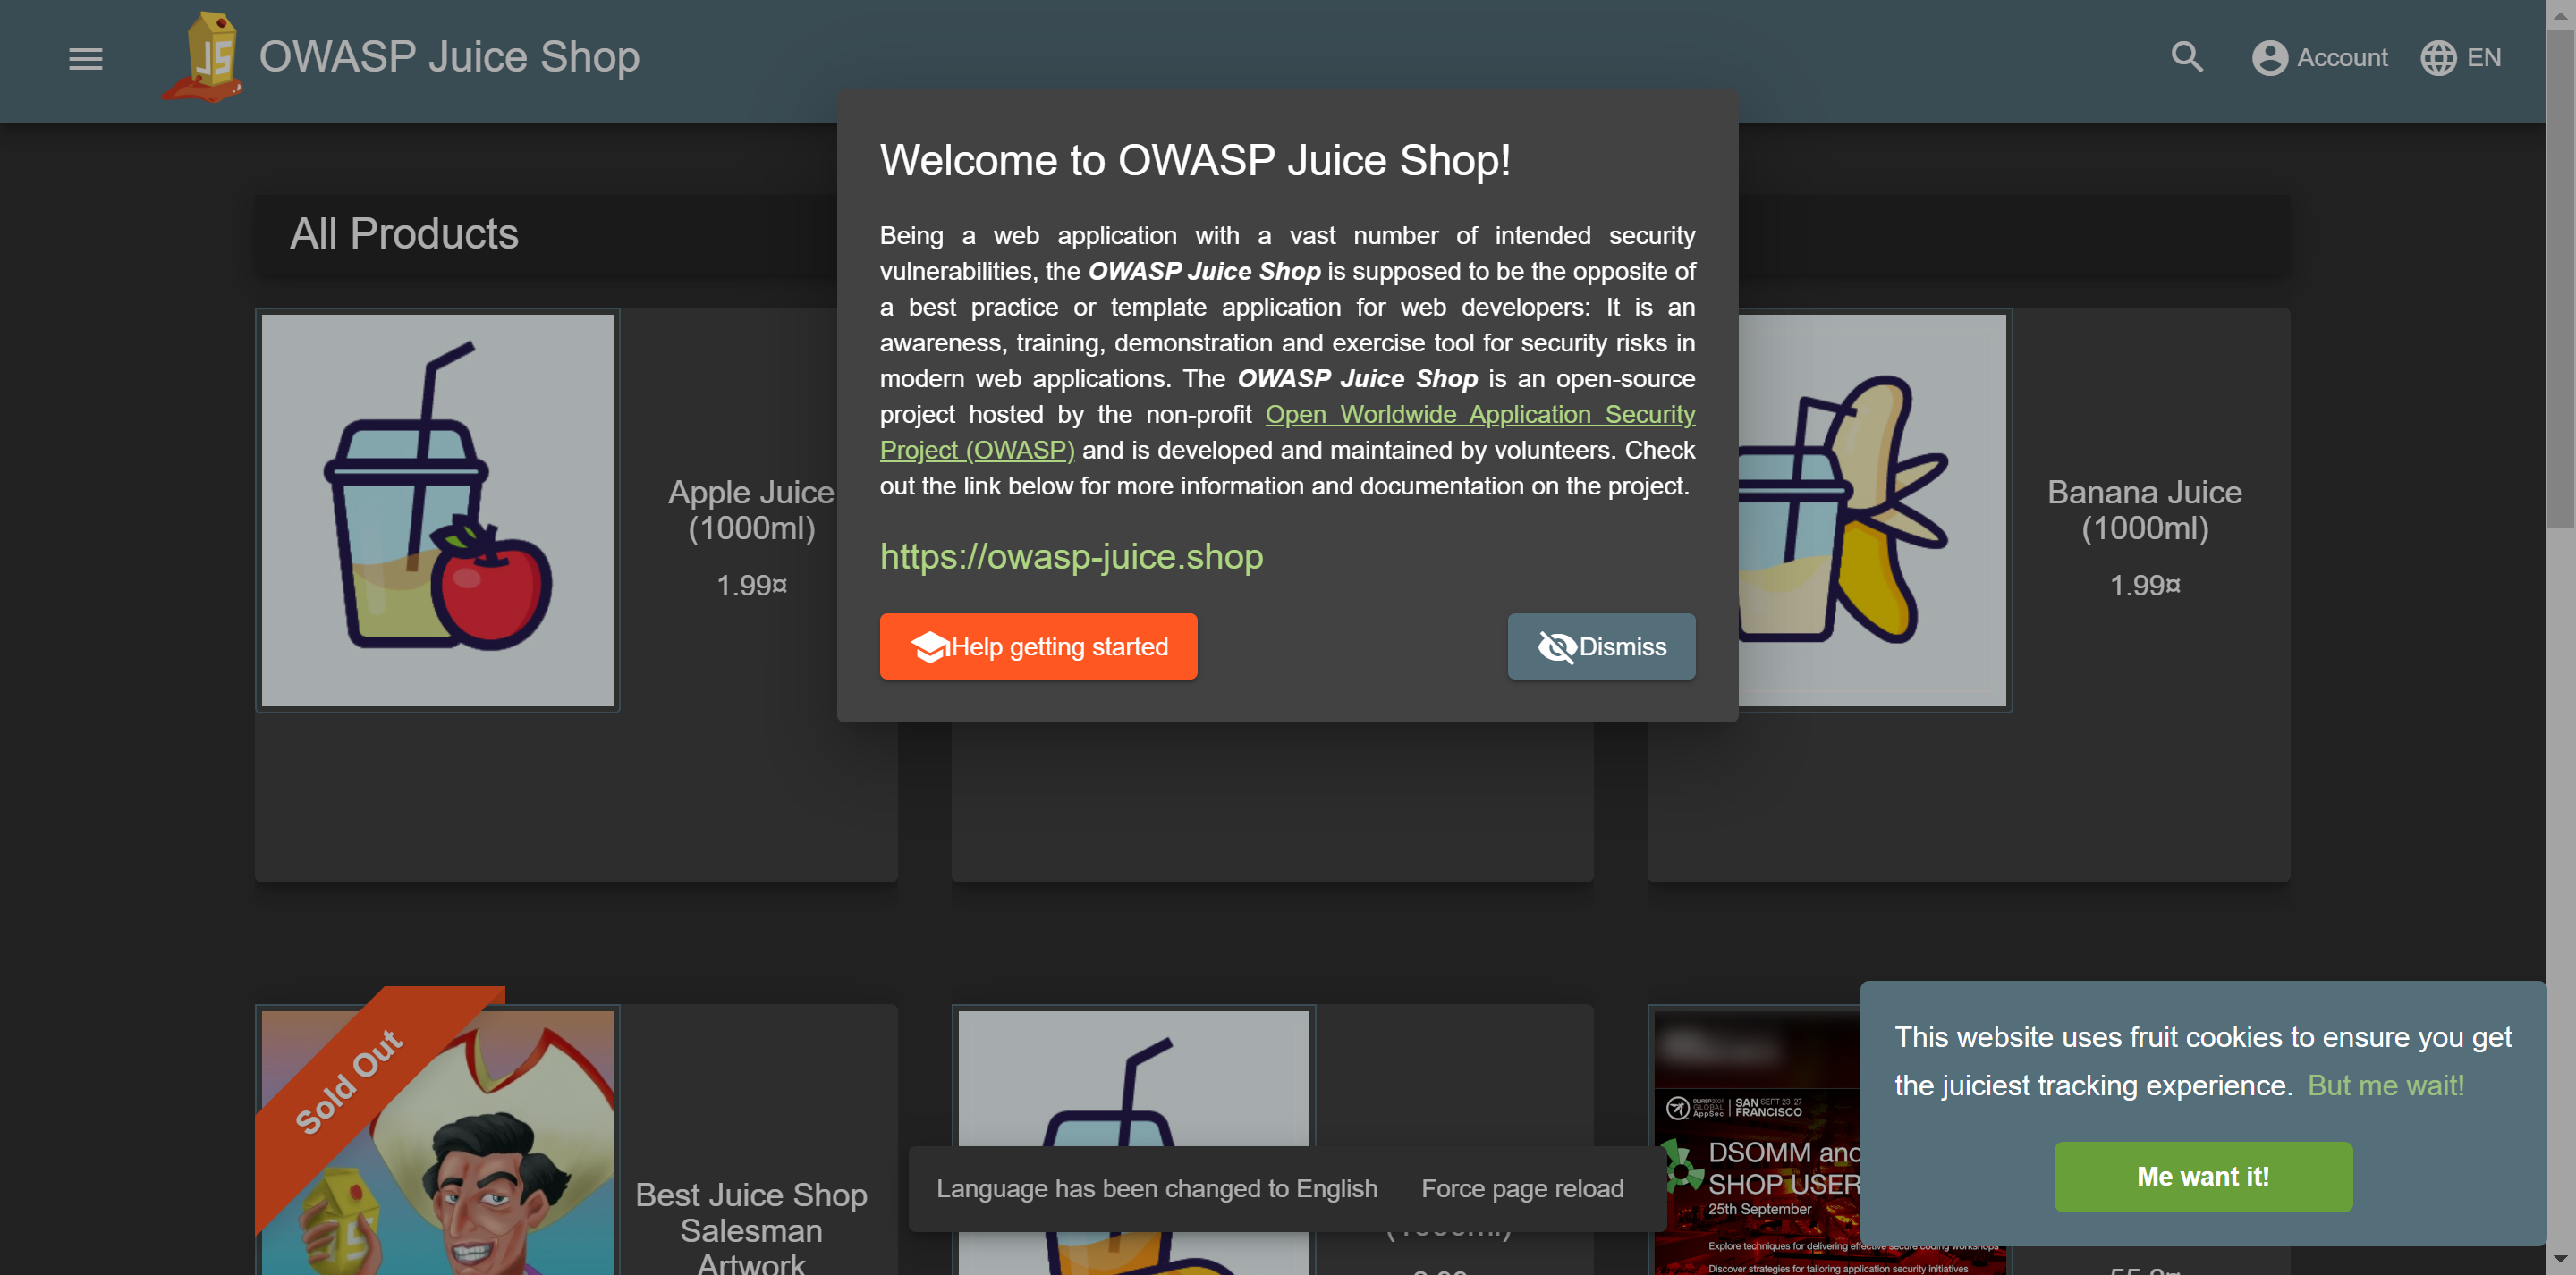 OWASP Juice Shop
Account
EN
Welcome to OWASP Juice Shop!
Being a web application with a vast number of intended security
vulnerabilities, the OWASP Juice Shop is supposed to be the opposite of
a best practice or template application for web developers: It is an
awareness, training, demonstration and exercise tool for security risks in
modern web applications. The OWASP Juice Shop is an open-source
project hosted by the non-profit Open Worldwide Application Security
Project (OWASP) and is developed and maintained by volunteers. Check
out the link below for more information and documentation on the project.
https://owasp-juice.shop
Help getting started
Dismiss
All Products
Apple Juice
(1000ml)
1.99¤
Banana Juice
(1000ml)
1.99¤
Sold Out
JS
Best Juice Shop
Salesman
Artwork
Language has been changed to English
Force page reload
SAN SEPT 23-27
FRANCISCO
GLOBAL
AppSec
DSOMM and
SHOP USER
25th September
Explore techniques for delivering effective secure coding workshops
Discover strategies for tailoring application security initiatives
This website uses fruit cookies to ensure you get
the juiciest tracking experience. But me wait!
Me want it!